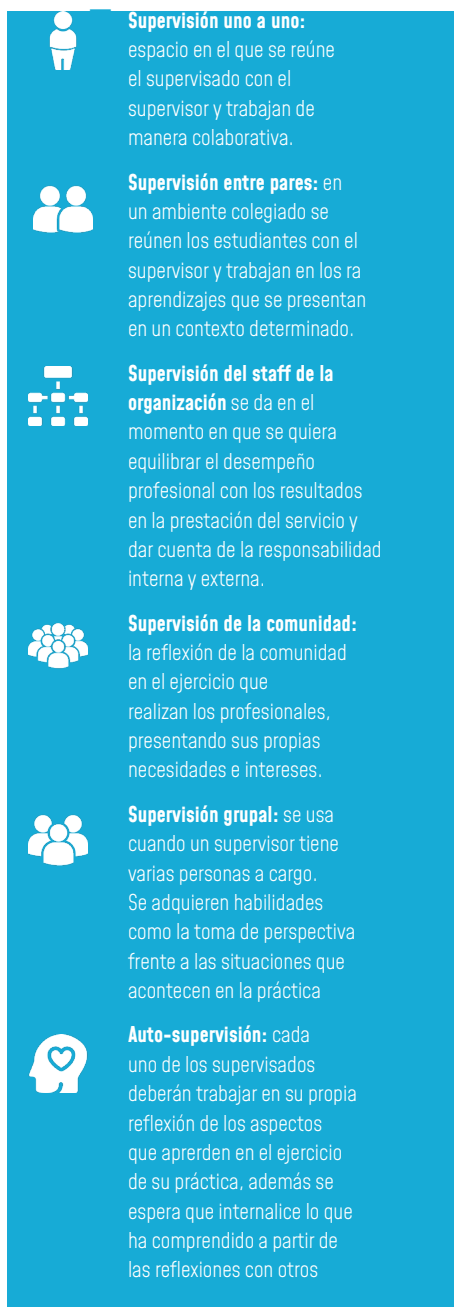 Supervisión uno a uno:
espacio en el que se reúne
el supervisado con el
supervisor y trabajan de
manera colaborativa.
Supervisión entre pares: en
un ambiente colegiado se
reúnen los estudiantes con el
supervisor y trabajan en los ra
aprendizajes que se presentan
en un contexto determinado.
Supervisión del staff de la
organización se da en el
momento en que se quiera
equilibrar el desempeño
profesional con los resultados
en la prestación del servicio y
dar cuenta de la responsabilidad
interna y externa.
Supervisión de la comunidad:
la reflexión de la comunidad
en el ejercicio que
realizan los profesionales,
presentando sus propias
necesidades e intereses.
Supervisión grupal: se usa
cuando un supervisor tiene
varias personas a cargo.
Se adquieren habilidades
como la toma de perspectiva
frente a las situaciones que
acontecen en la práctica
Auto-supervisión: cada
uno de los supervisados
deberán trabajar en su propia
reflexión de los aspectos
que aprerden en el ejercicio
de su práctica, además se
espera que internalice lo que
ha comprendido a partir de
las reflexiones con otros